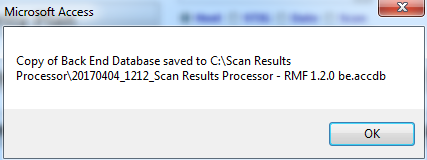 Microsoft Access
Copy of Back End Database saved to C:\Scan Results
Processor\20170404_1212_Scan Results Processor - RMF 1.2.0 be.accdb
OK